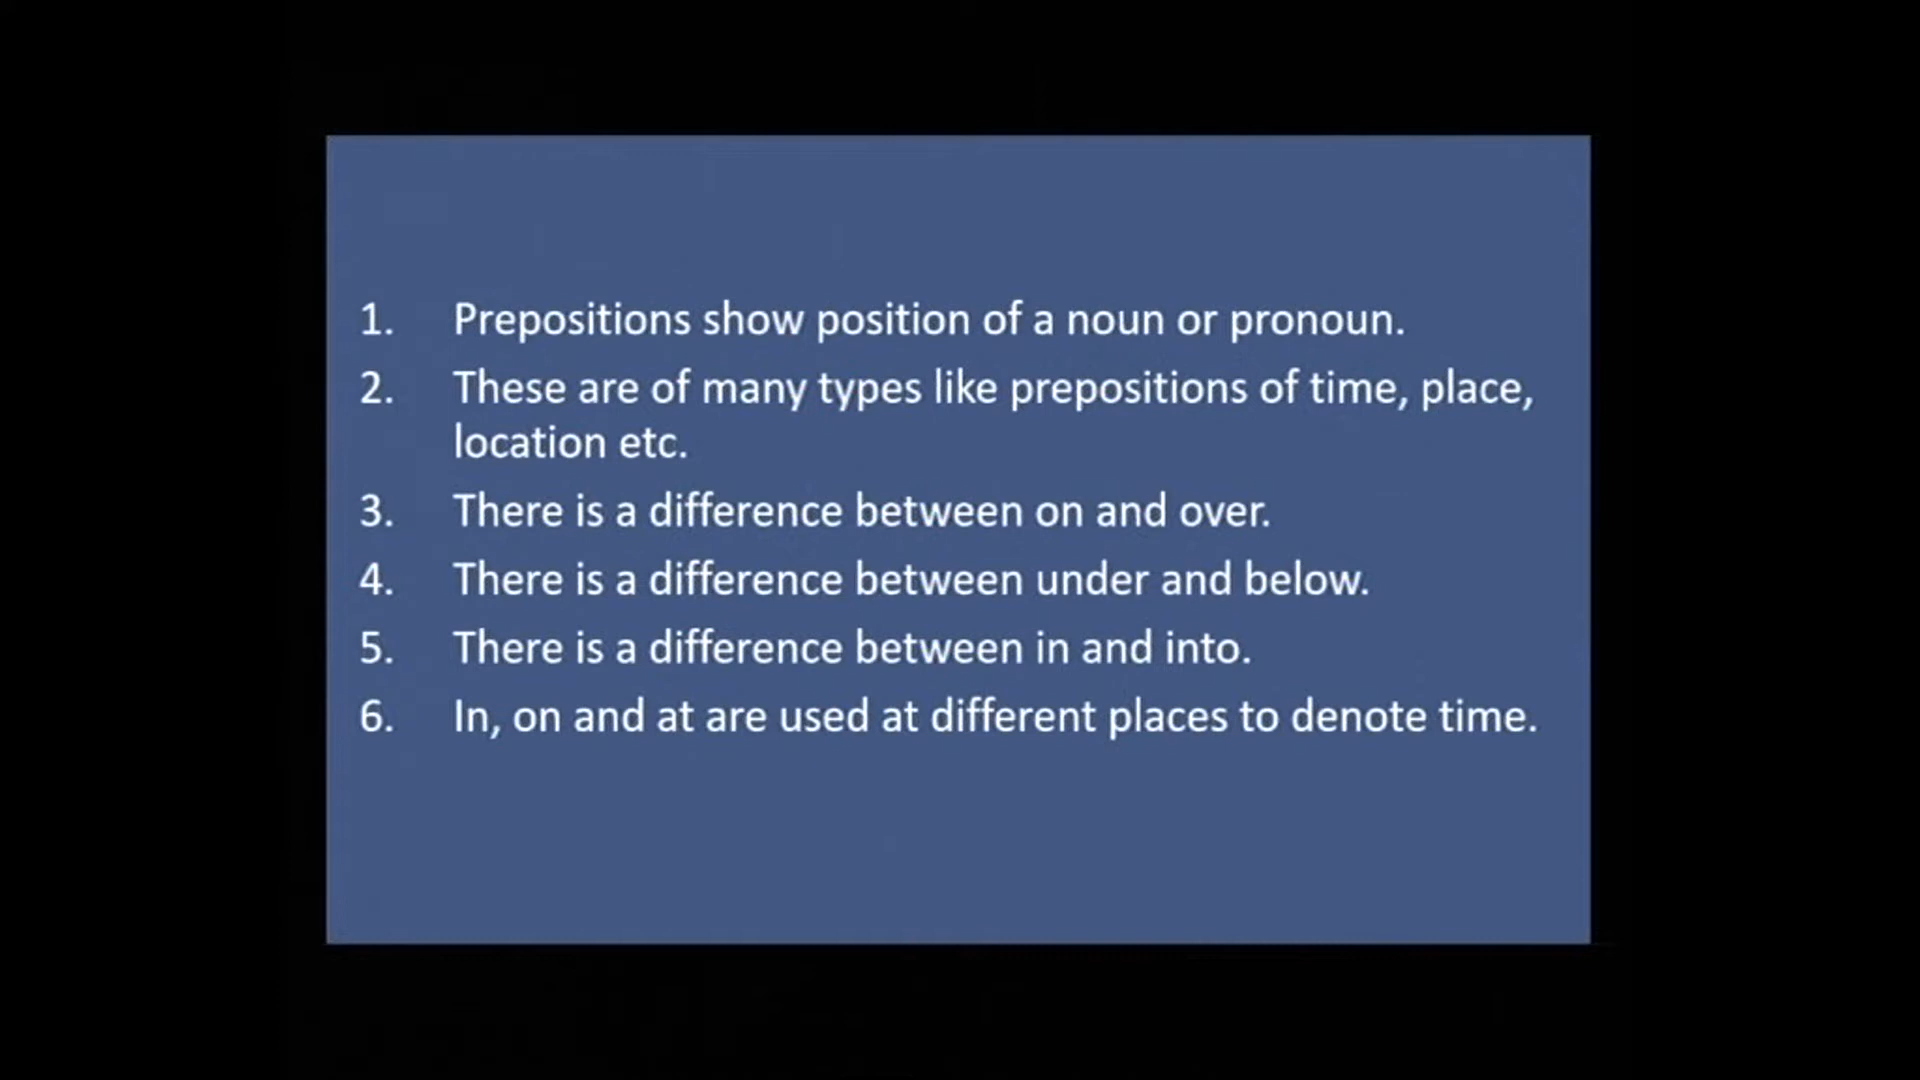 1. Prepositions show position of a noun or pronoun.
2. These are of many types like prepositions of time, place,
location etc.
3. There is a difference between on and over.
4. There is a difference between under and below.
5. There is a difference between in and into.
6. In, on and at are used at different places to denote time.